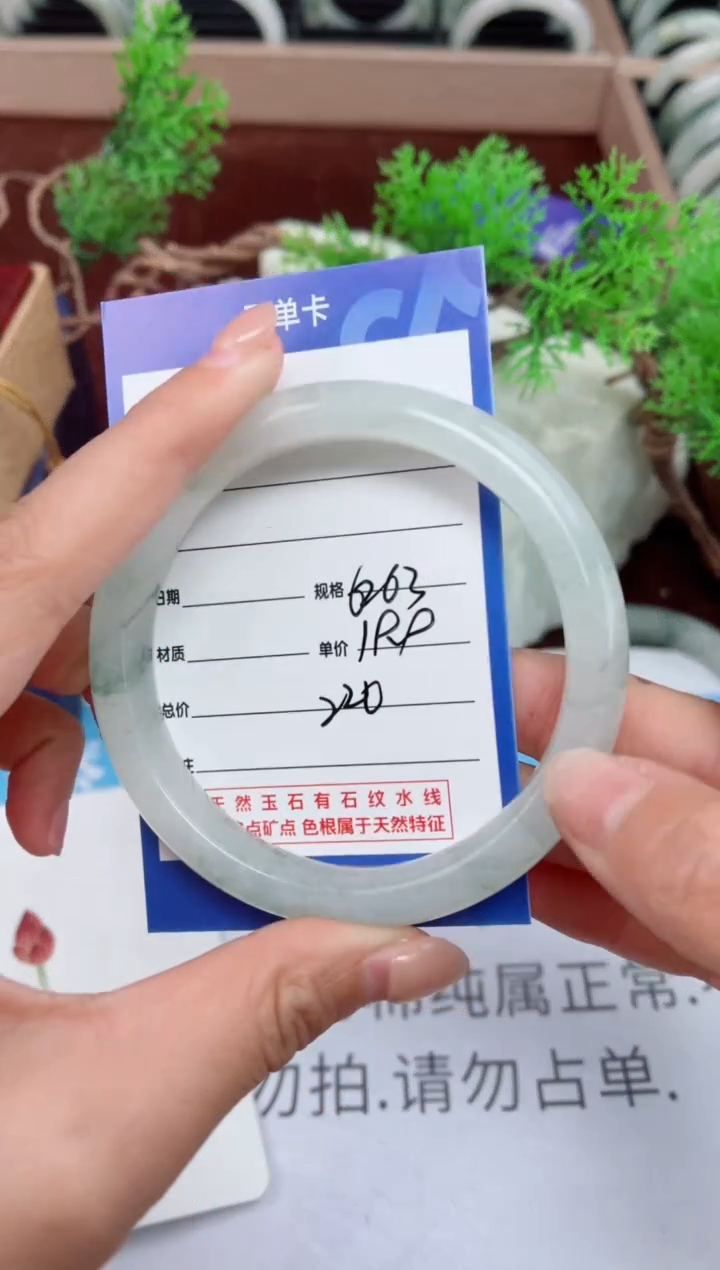 单卡
日期 规格 6263
材质 单价 1RP
总价 220
天然玉石有石纹水线
点矿点 色根属于天然特征
纯属正常.
勿拍.请勿占单.